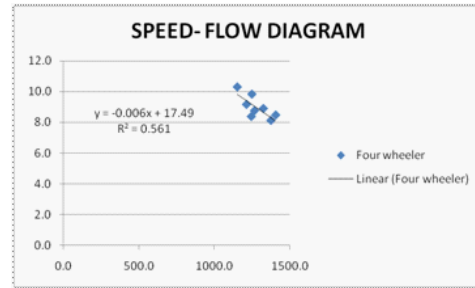 SPEED- FLOW DIAGRAM
12.0
10.0
8.0
6.0
4.0
2.0
0.0
y = -0.006x + 17.49
R² = 0.561
Four wheeler
Linear (Four wheeler)
0.0 500.0 1000.0 1500.0